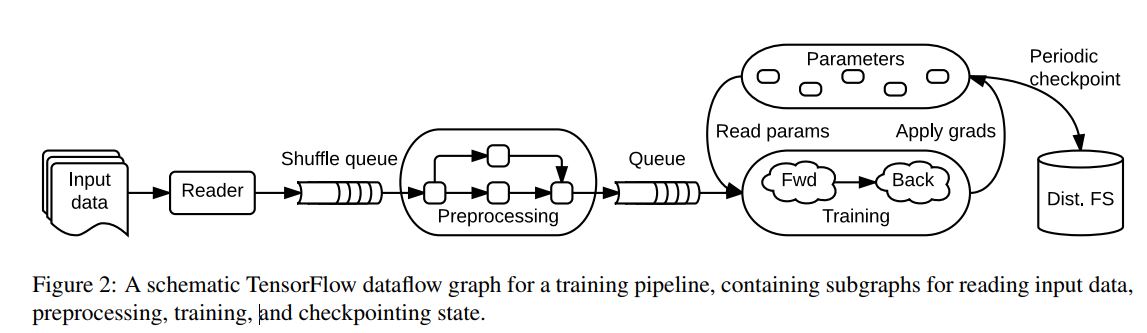 Parameters
Periodic
checkpoint
Read params
Apply grads
Shuffle queue
Queue
Input
data
Reader
Preprocessing
Fwd
Back
Training
Dist. FS
Figure 2: A schematic TensorFlow dataflow graph for a training pipeline, containing subgraphs for reading input data,
preprocessing, training, and checkpointing state.